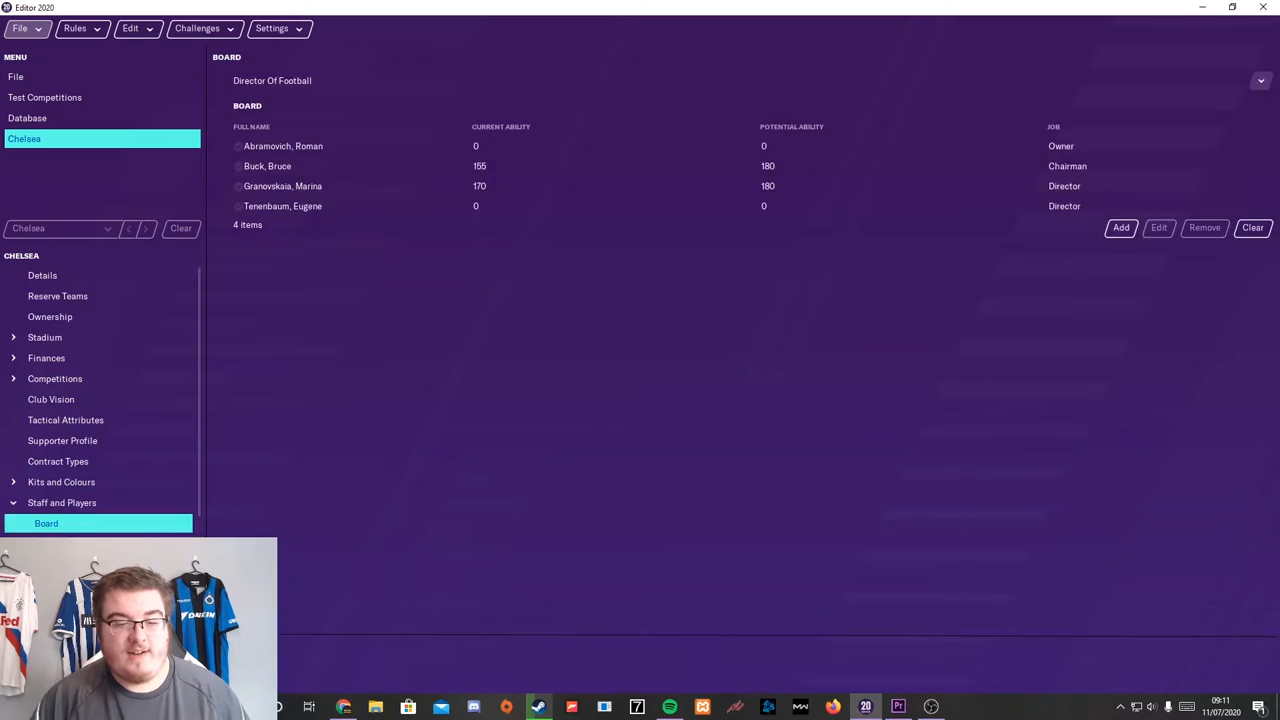 Editor 2020
File
Rules
Edit
Challenges
Settings
MENU
File
Test Competitions
Database
Chelsea
Chelsea
Clear
CHELSEA
Details
Reserve Teams
Ownership
Stadium
Finances
Competitions
Club Vision
Tactical Attributes
Supporter Profile
Contract Types
Kits and Colours
Staff and Players
Board
BOARD
Director Of Football
BOARD
FULL NAME CURRENT ABILITY POTENTIAL ABILITY JOB
Abramovich, Roman 0 0 Owner
Buck, Bruce 155 180 Chairman
Granovskaia, Marina 170 180 Director
Tenenbaum, Eugene 0 0 Director
4 items
Add
Edit
Remove
Clear
DAIKIN
09:11
11/07/2020